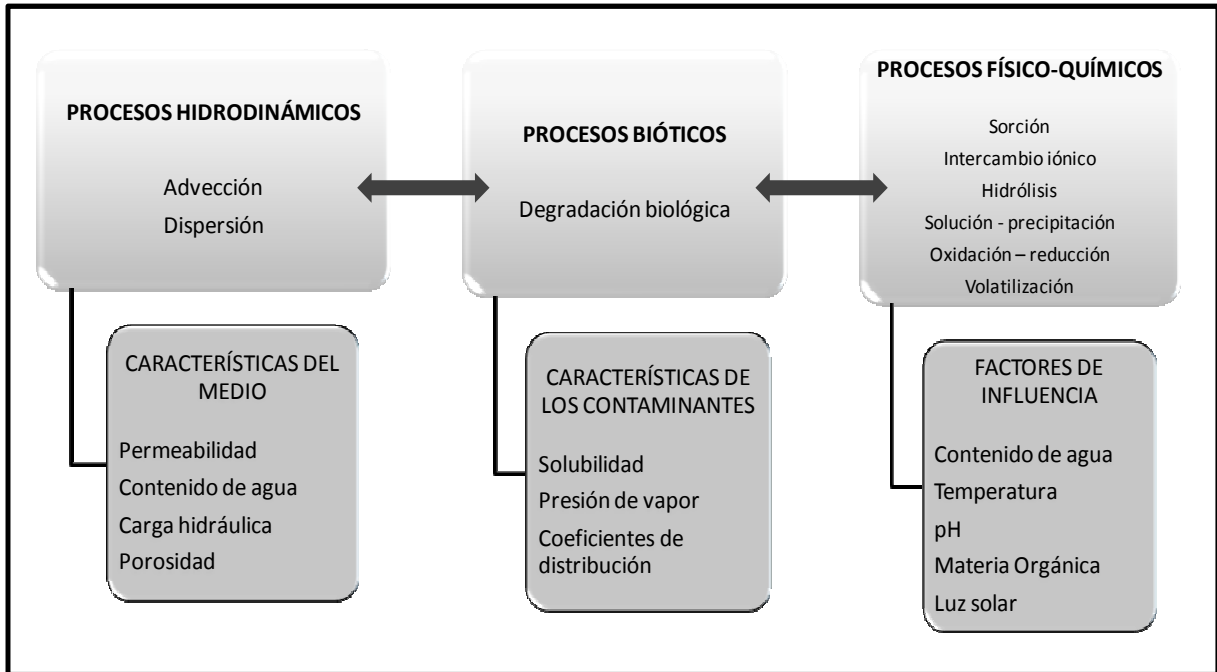 PROCESOS HIDRODINÁMICOS
Advección
Dispersión
PROCESOS BIÓTICOS
Degradación biológica
PROCESOS FÍSICO-QUÍMICOS
Sorción
Intercambio iónico
Hidrólisis
Solución - precipitación
Oxidación – reducción
Volatilización
CARACTERÍSTICAS DEL
MEDIO
Permeabilidad
Contenido de agua
Carga hidráulica
Porosidad
CARACTERÍSTICAS DE
LOS CONTAMINANTES
Solubilidad
Presión de vapor
Coeficientes de
distribución
FACTORES DE
INFLUENCIA
Contenido de agua
Temperatura
pH
Materia Orgánica
Luz solar